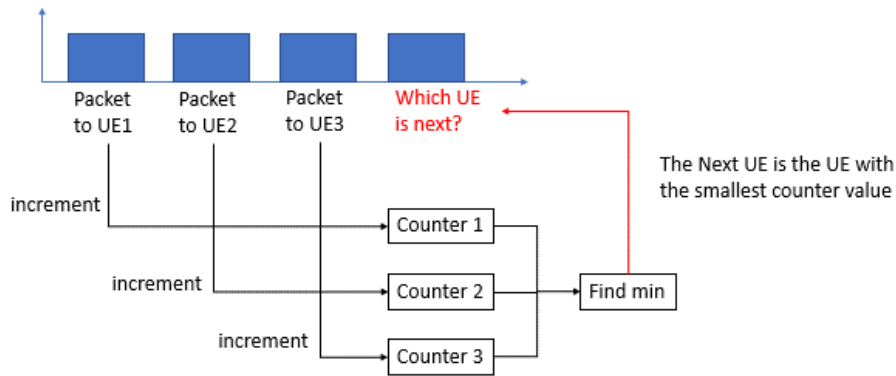 Packet
to UE1
Packet
to UE2
Packet
to UE3
Which UE
is next?
The Next UE is the UE with
the smallest counter value
increment
Counter 1
increment
Counter 2
Find min
increment
Counter 3